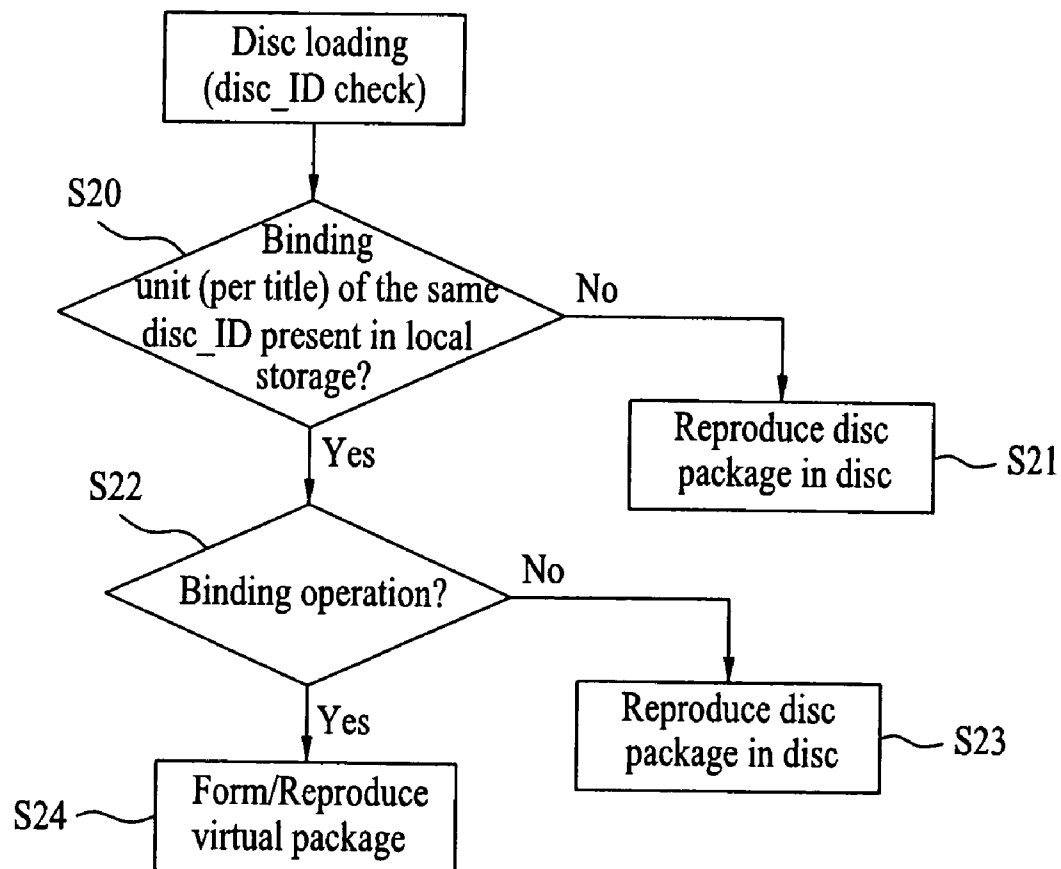 Disc loading
(disc_ID check)
S20
Binding
unit (per title) of the same
disc_ID present in local
storage?
No
Reproduce disc
package in disc
S21
Yes
S22
Binding operation?
No
Reproduce disc
package in disc
S23
Yes
S24
Form/Reproduce
virtual package